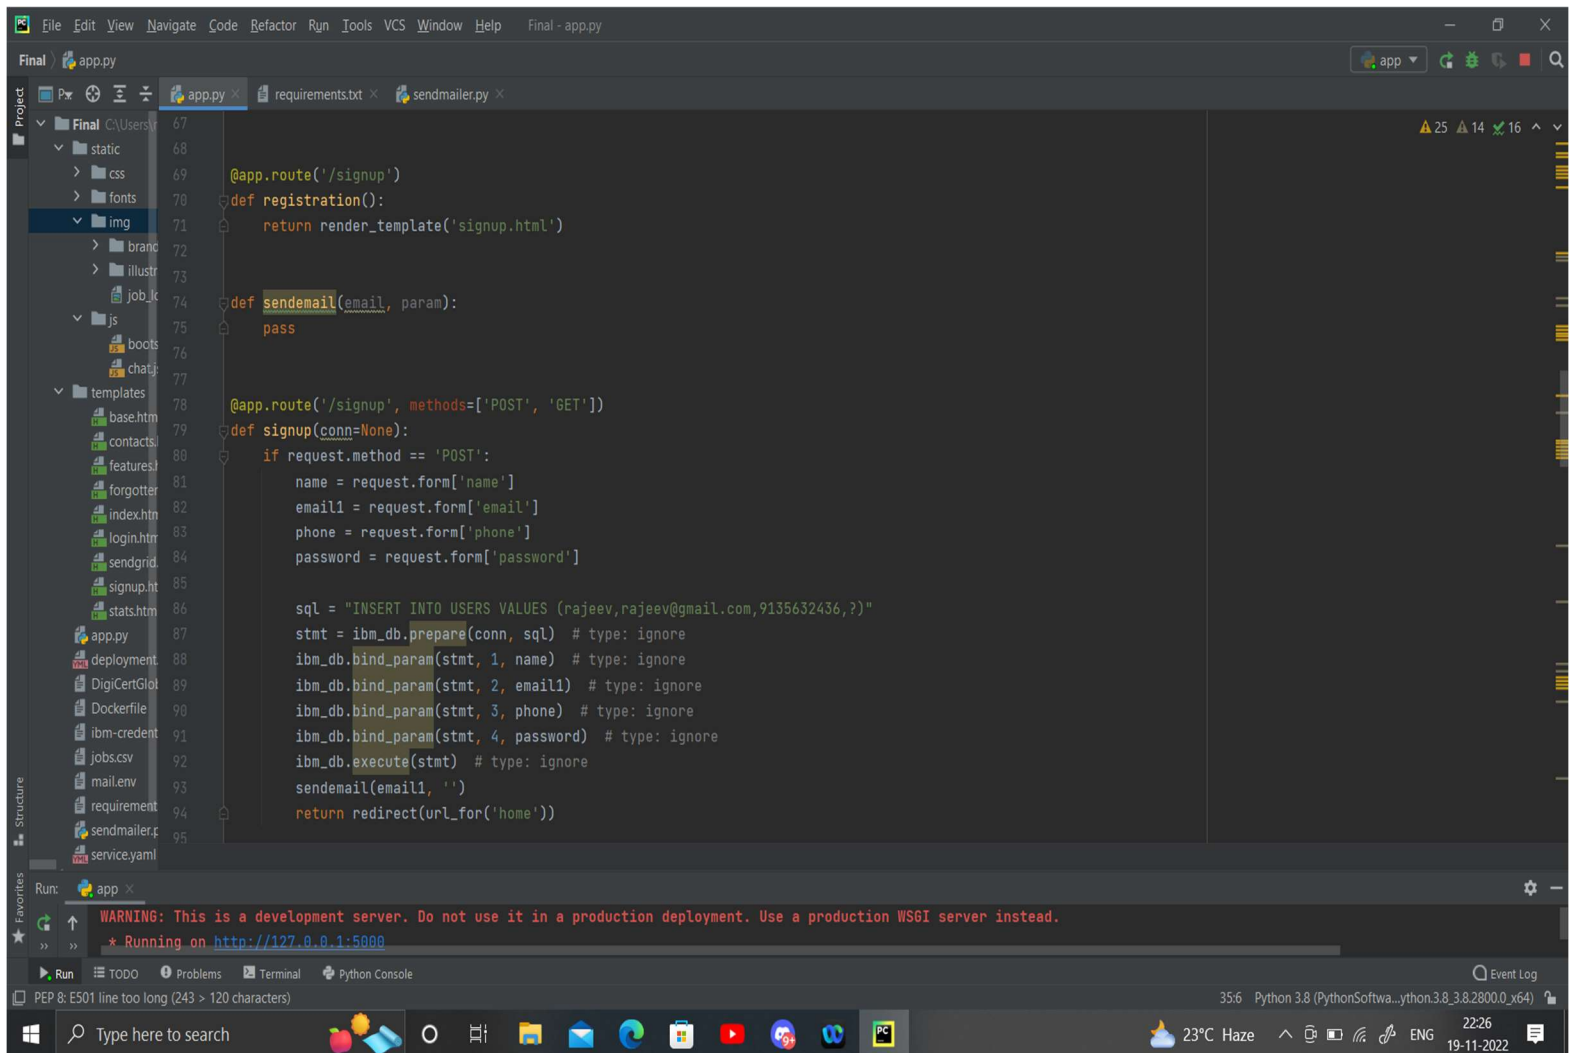 File Edit View Navigate Code Refactor Run Tools VCS Window Help Final - app.py
Final app.py
app
Project
app.py
requirements.txt
sendmailer.py
Final C:\Users\r
static
css
fonts
img
brand
illustr
job_lo
js
boots
chat.j
templates
base.htm
contacts.
features.h
forgotter
index.htm
login.htm
sendgrid.
signup.ht
stats.htm
app.py
deployment.
DigiCertGlob
Dockerfile
ibm-credent
jobs.csv
mail.env
requirement
sendmailer.p
service.yaml
25 14 16
67
68
69 @app.route('/signup')
70 def registration():
71 return render_template('signup.html')
72
73
74 def sendemail(email, param):
75 pass
76
77
78 @app.route('/signup', methods=['POST', 'GET'])
79 def signup(conn=None):
80 if request.method == 'POST':
81 name = request.form['name']
82 email1 = request.form['email']
83 phone = request.form['phone']
84 password = request.form['password']
85
86 sql = "INSERT INTO USERS VALUES (rajeev,rajeev@gmail.com,9135632436,?)"
87 stmt = ibm_db.prepare(conn, sql) # type: ignore
88 ibm_db.bind_param(stmt, 1, name) # type: ignore
89 ibm_db.bind_param(stmt, 2, email1) # type: ignore
90 ibm_db.bind_param(stmt, 3, phone) # type: ignore
91 ibm_db.bind_param(stmt, 4, password) # type: ignore
92 ibm_db.execute(stmt) # type: ignore
93 sendemail(email1, '')
94 return redirect(url_for('home'))
95
Structure
Favorites
Run: app
WARNING: This is a development server. Do not use it in a production deployment. Use a production WSGI server instead.
* Running on http://127.0.0.1:5000
Run TODO Problems Terminal Python Console Event Log
PEP 8: E501 line too long (243 > 120 characters) 35:6 Python 3.8 (PythonSoftwa...ython.3.8_3.8.2800.0_x64)
Type here to search
23°C Haze
ENG
22:26
19-11-2022